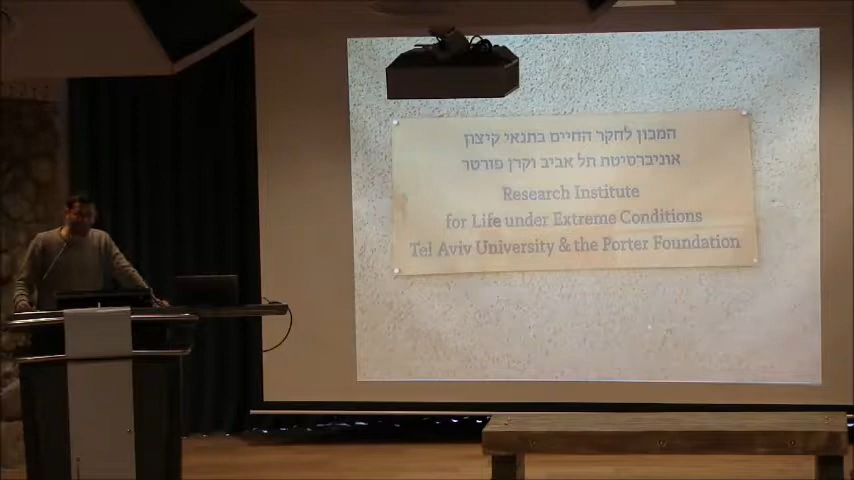 המכון לחקר החיים בתנאי קיצון
אוניברסיטת תל אביב וקרן פורטר
Research Institute
for Life under Extreme Conditions
Tel Aviv University & the Porter Foundation